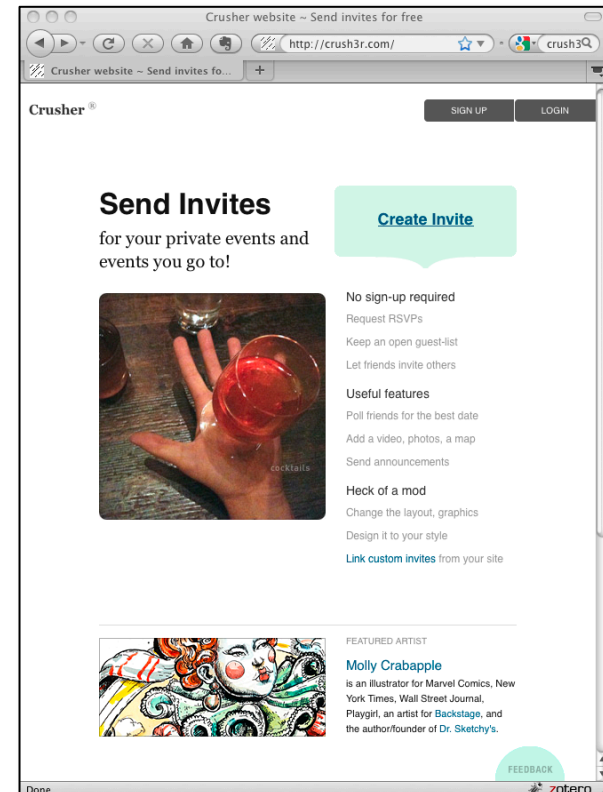 Crusher website ~ Send invites for free
http://crush3r.com/
crush3
Crusher website ~ Send invites fo...
+
Crusher ®
SIGN UP
LOGIN
Send Invites
for your private events and
events you go to!
Create Invite
cocktails
No sign-up required
Request RSVPs
Keep an open guest-list
Let friends invite others
Useful features
Poll friends for the best date
Add a video, photos, a map
Send announcements
Heck of a mod
Change the layout, graphics
Design it to your style
Link custom invites from your site
FEATURED ARTIST
Molly Crabapple
is an illustrator for Marvel Comics, New
York Times, Wall Street Journal,
Playgirl, an artist for Backstage, and
the author/founder of Dr. Sketchy's.
FEEDBACK
Done
zotero